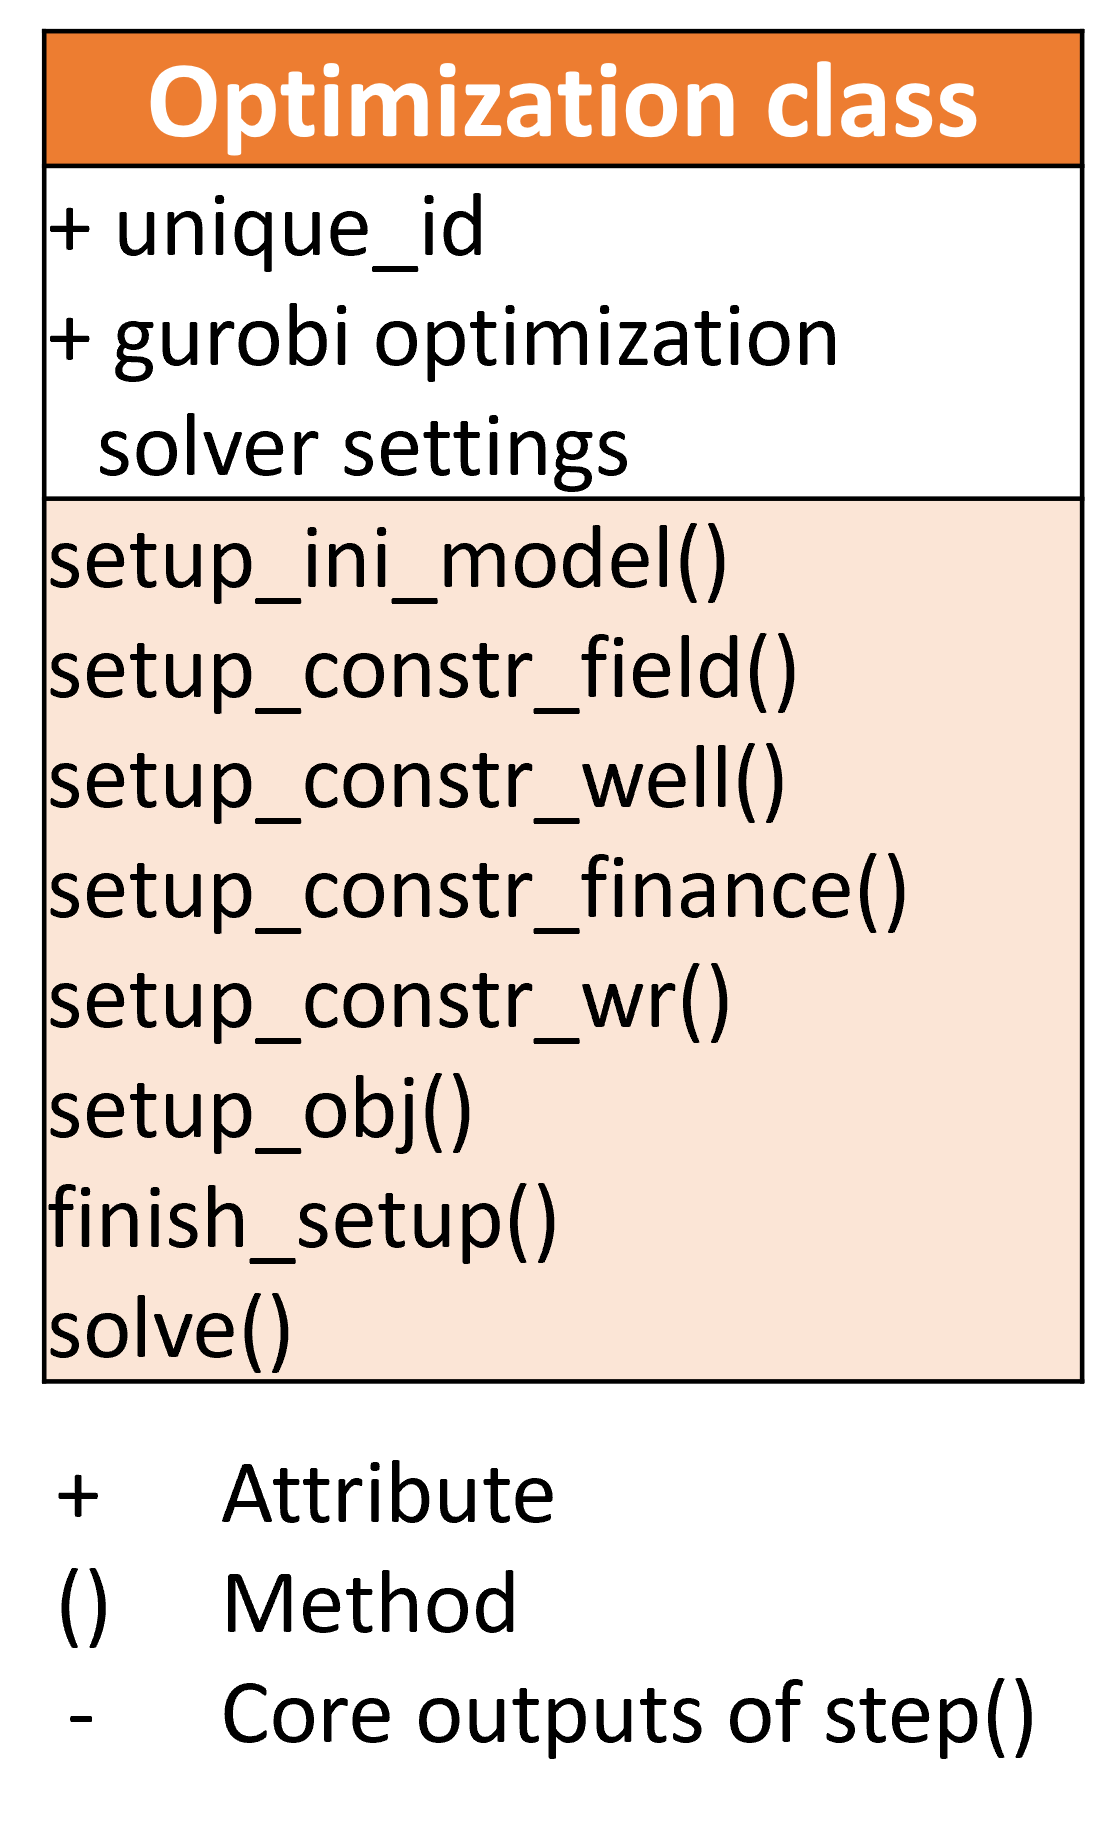 Optimization class
+ unique_id
+ gurobi optimization
solver settings
setup_ini_model()
setup_constr_field()
setup_constr_well()
setup_constr_finance()
setup_constr_wr()
setup_obj()
finish_setup()
solve()
+ Attribute
() Method
- Core outputs of step()